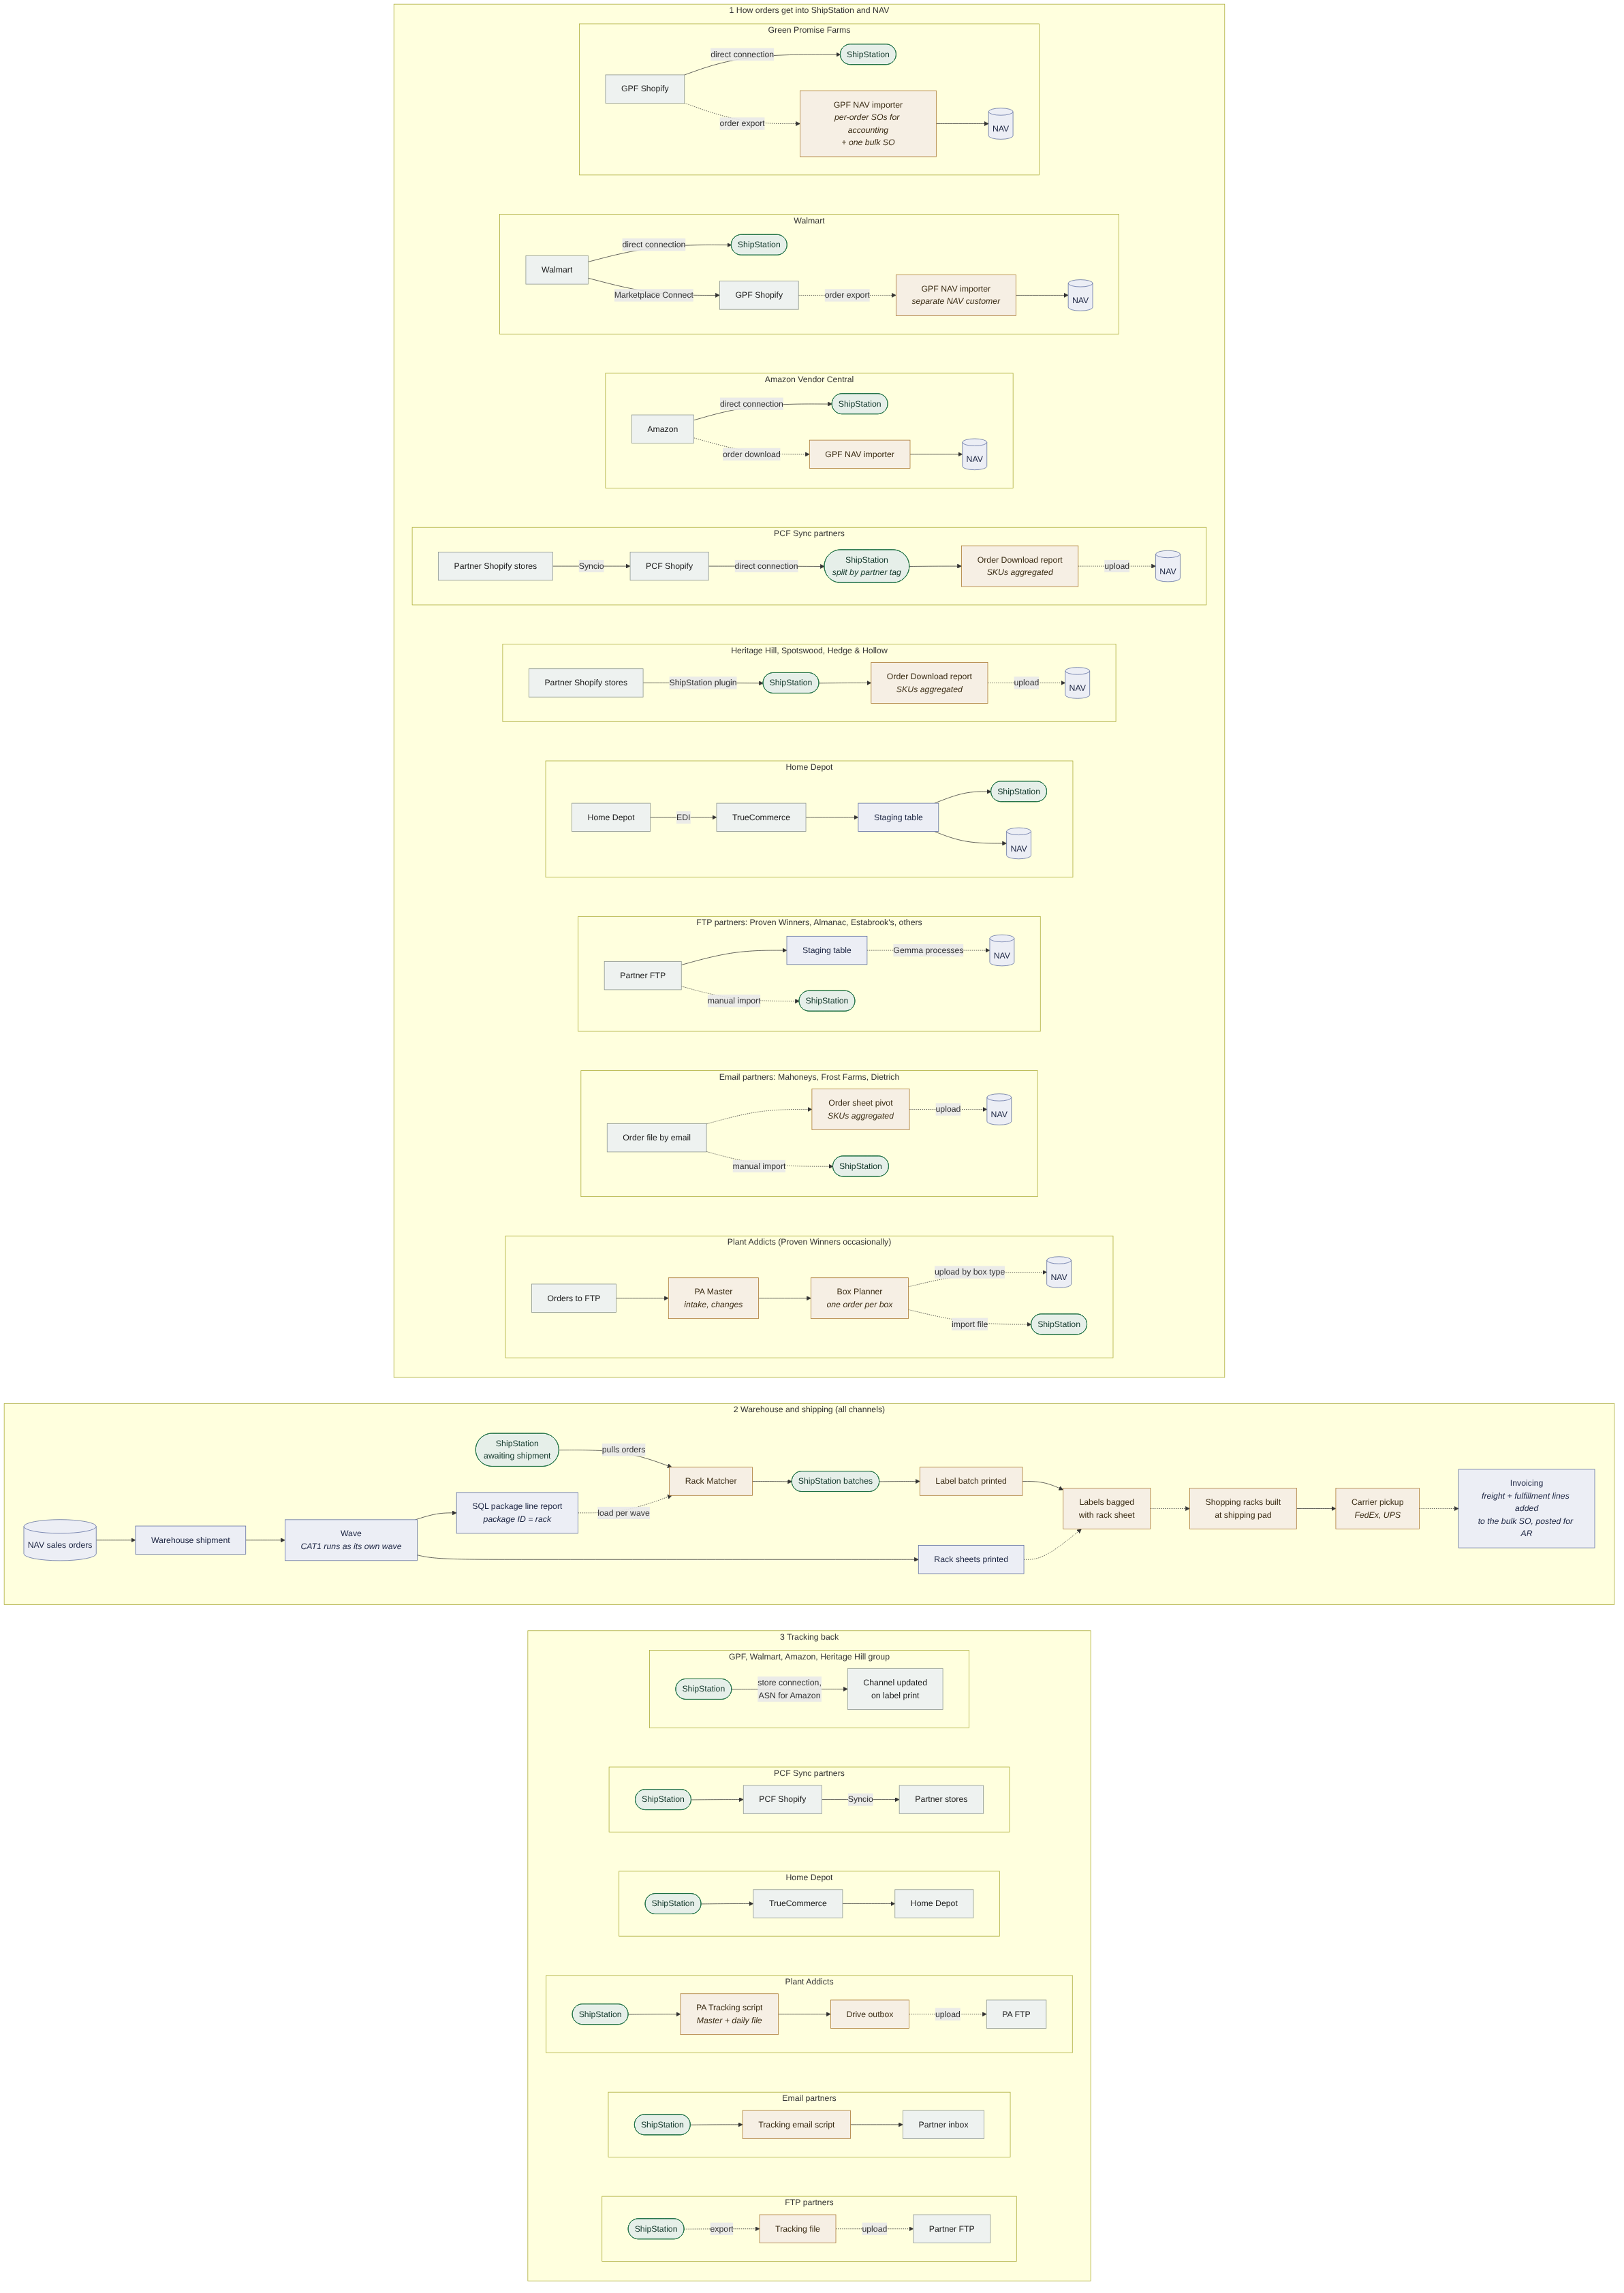 1 How orders get into ShipStation and NAV
Green Promise Farms
GPF Shopify
direct connection
ShipStation
order export
GPF NAV importer
per-order SOs for
accounting
+ one bulk SO
NAV
Walmart
Walmart
direct connection
ShipStation
Marketplace Connect
GPF Shopify
order export
GPF NAV importer
separate NAV customer
NAV
Amazon Vendor Central
Amazon
direct connection
ShipStation
order download
GPF NAV importer
NAV
PCF Sync partners
Partner Shopify stores
Syncio
PCF Shopify
direct connection
ShipStation
split by partner tag
Order Download report
SKUs aggregated
upload
NAV
Heritage Hill, Spotswood, Hedge & Hollow
Partner Shopify stores
ShipStation plugin
ShipStation
Order Download report
SKUs aggregated
upload
NAV
Home Depot
Home Depot
EDI
TrueCommerce
Staging table
ShipStation
NAV
FTP partners: Proven Winners, Almanac, Estabrook's, others
Partner FTP
Staging table
Gemma processes
NAV
manual import
ShipStation
Email partners: Mahoneys, Frost Farms, Dietrich
Order file by email
Order sheet pivot
SKUs aggregated
upload
NAV
manual import
ShipStation
Plant Addicts (Proven Winners occasionally)
Orders to FTP
PA Master
intake, changes
Box Planner
one order per box
upload by box type
NAV
import file
ShipStation
2 Warehouse and shipping (all channels)
NAV sales orders
Warehouse shipment
Wave
CAT1 runs as its own wave
ShipStation
awaiting shipment
pulls orders
SQL package line report
package ID = rack
load per wave
Rack Matcher
ShipStation batches
Label batch printed
Rack sheets printed
Labels bagged
with rack sheet
Shopping racks built
at shipping pad
Carrier pickup
FedEx, UPS
Invoicing
freight + fulfillment lines
added
to the bulk SO, posted for
AR
3 Tracking back
GPF, Walmart, Amazon, Heritage Hill group
ShipStation
store connection,
ASN for Amazon
Channel updated
on label print
PCF Sync partners
ShipStation
PCF Shopify
Syncio
Partner stores
Home Depot
ShipStation
TrueCommerce
Home Depot
Plant Addicts
ShipStation
PA Tracking script
Master + daily file
Drive outbox
upload
PA FTP
Email partners
ShipStation
Tracking email script
Partner inbox
FTP partners
ShipStation
export
Tracking file
upload
Partner FTP